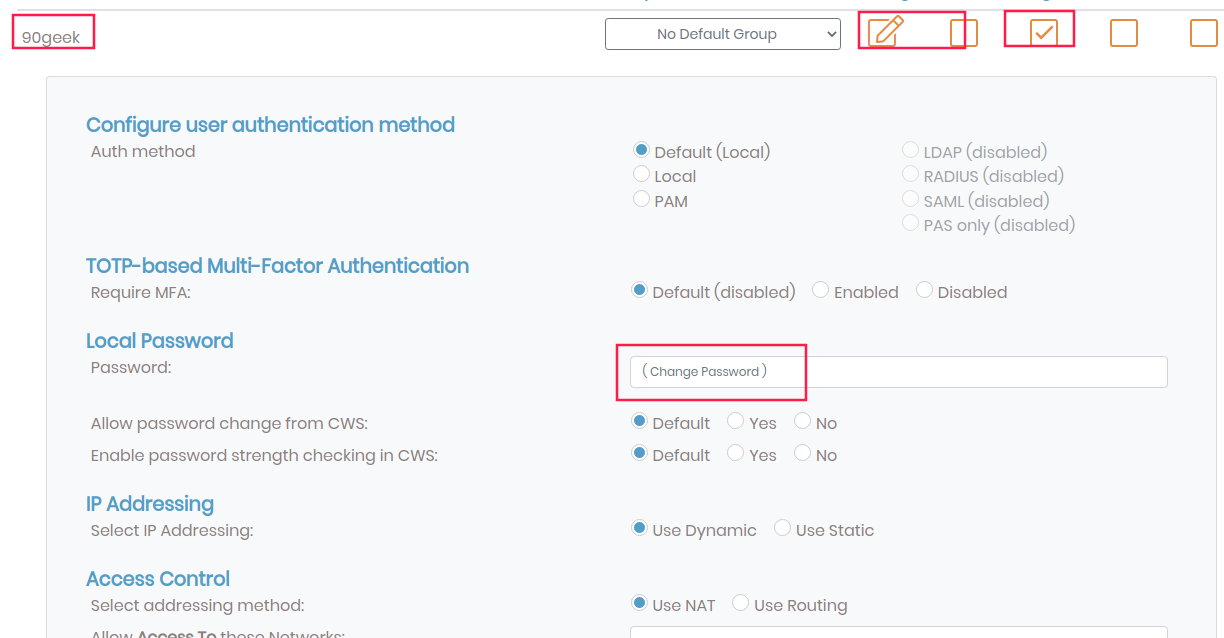 90geek No Default Group
Configure user authentication method
Auth method Default (Local) LDAP (disabled)
Local RADIUS (disabled)
PAM SAML (disabled)
PAS only (disabled)
TOTP-based Multi-Factor Authentication
Require MFA: Default (disabled) Enabled Disabled
Local Password
Password: ( Change Password )
Allow password change from CWS: Default Yes No
Enable password strength checking in CWS: Default Yes No
IP Addressing
Select IP Addressing: Use Dynamic Use Static
Access Control
Select addressing method: Use NAT Use Routing
Allow Access To these Networks: